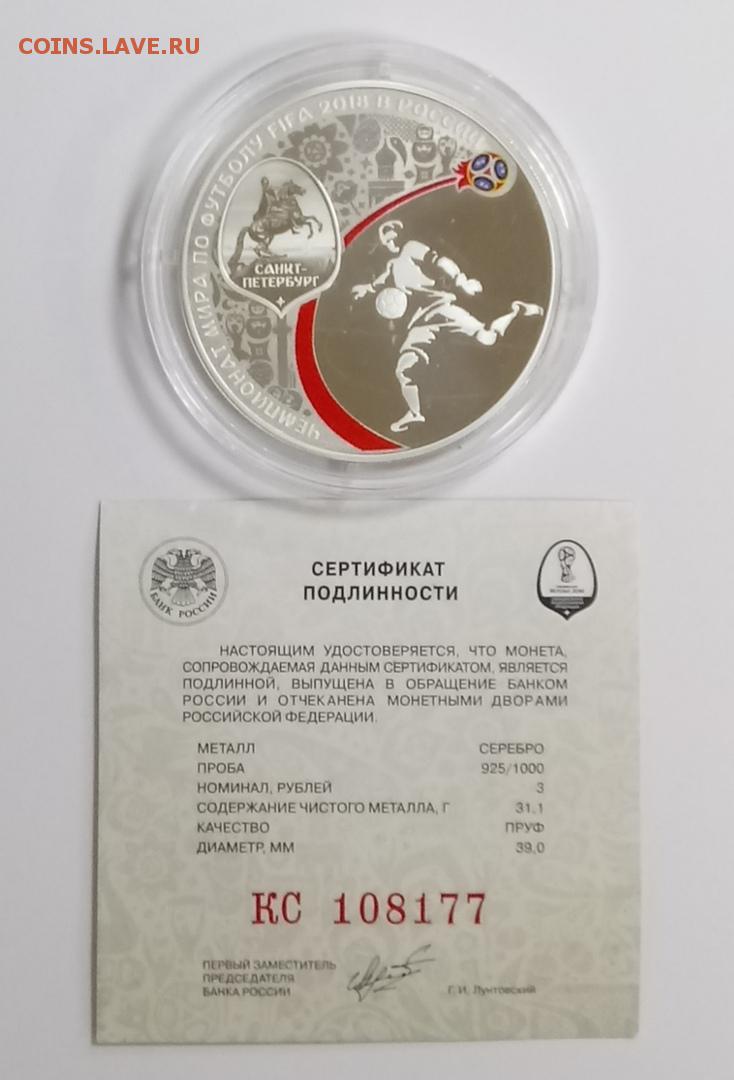 COINS.LAVE.RU
ЧЕМПИОНАТ МИРА ПО ФУТБОЛУ FIFA 2018 В РОССИИ
САНКТ-
ПЕТЕРБУРГ
СЕРТИФИКАТ
ПОДЛИННОСТИ
БАНК РОССИИ
НАСТОЯЩИМ УДОСТОВЕРЯЕТСЯ, ЧТО МОНЕТА,
СОПРОВОЖДАЕМАЯ ДАННЫМ СЕРТИФИКАТОМ, ЯВЛЯЕТСЯ
ПОДЛИННОЙ, ВЫПУЩЕНА В ОБРАЩЕНИЕ БАНКОМ
РОССИИ И ОТЧЕКАНЕНА МОНЕТНЫМИ ДВОРАМИ
РОССИЙСКОЙ ФЕДЕРАЦИИ.
МЕТАЛЛ СЕРЕБРО
ПРОБА 925/1000
НОМИНАЛ, РУБЛЕЙ 3
СОДЕРЖАНИЕ ЧИСТОГО МЕТАЛЛА, Г 31,1
КАЧЕСТВО ПРУФ
ДИАМЕТР, ММ 39,0
КС 108177
ПЕРВЫЙ ЗАМЕСТИТЕЛЬ
ПРЕДСЕДАТЕЛЯ
БАНКА РОССИИ
Г. И. Лунтовский